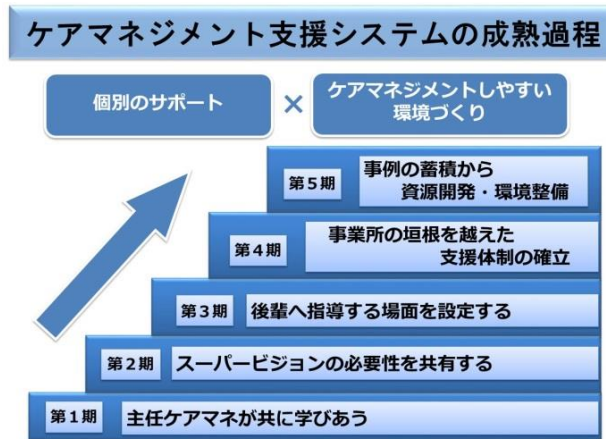 ケアマネジメント支援システムの成熟過程
個別のサポート
×
ケアマネジメントしやすい
環境づくり
第5期
事例の蓄積から
資源開発・環境整備
第4期
事業所の垣根を越えた
支援体制の確立
第3期
後輩へ指導する場面を設定する
第2期
スーパービジョンの必要性を共有する
第1期
主任ケアマネが共に学びあう